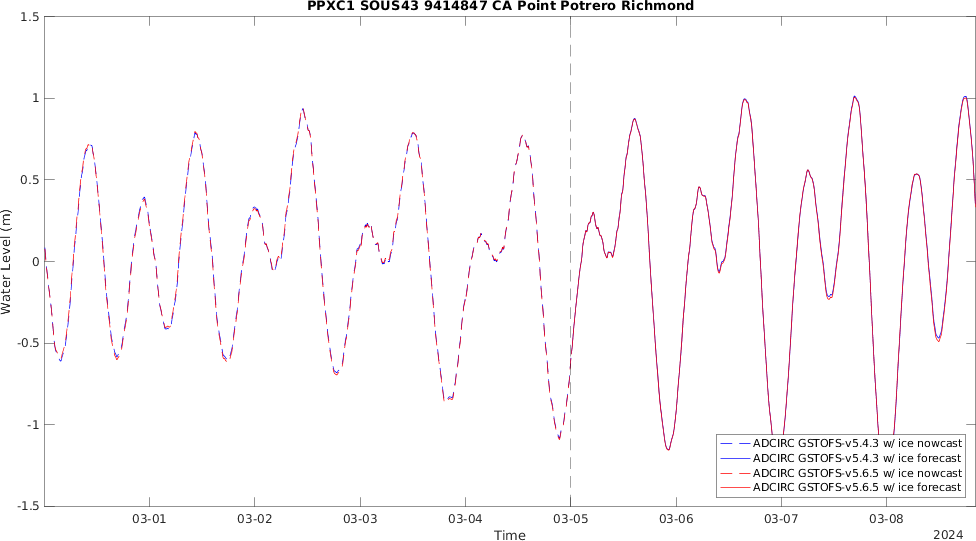 PPXC1 SOUS43 9414847 CA Point Potrero Richmond
1.5
1
0.5
0
-0.5
-1
-1.5
Water Level (m)
03-01 03-02 03-03 03-04 03-05 03-06 03-07 03-08
Time
2024
ADCIRC GSTOFS-v5.4.3 w/ ice nowcast
ADCIRC GSTOFS-v5.4.3 w/ ice forecast
ADCIRC GSTOFS-v5.6.5 w/ ice nowcast
ADCIRC GSTOFS-v5.6.5 w/ ice forecast